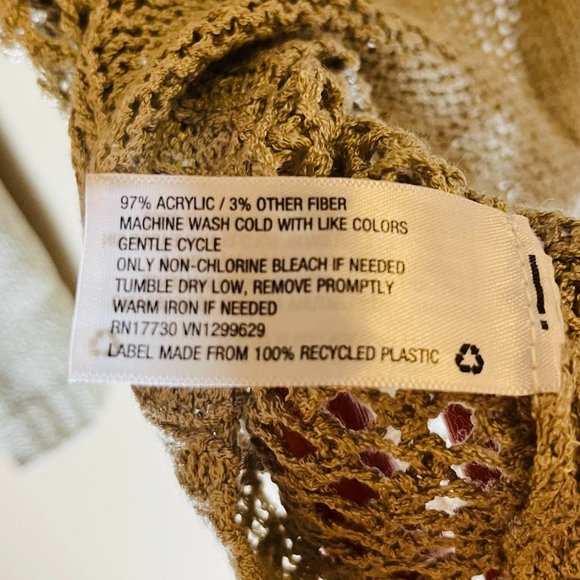 97% ACRYLIC / 3% OTHER FIBER
MACHINE WASH COLD WITH LIKE COLORS
GENTLE CYCLE
ONLY NON-CHLORINE BLEACH IF NEEDED
TUMBLE DRY LOW, REMOVE PROMPTLY
WARM IRON IF NEEDED
RN17730 VN1299629
LABEL MADE FROM 100% RECYCLED PLASTIC